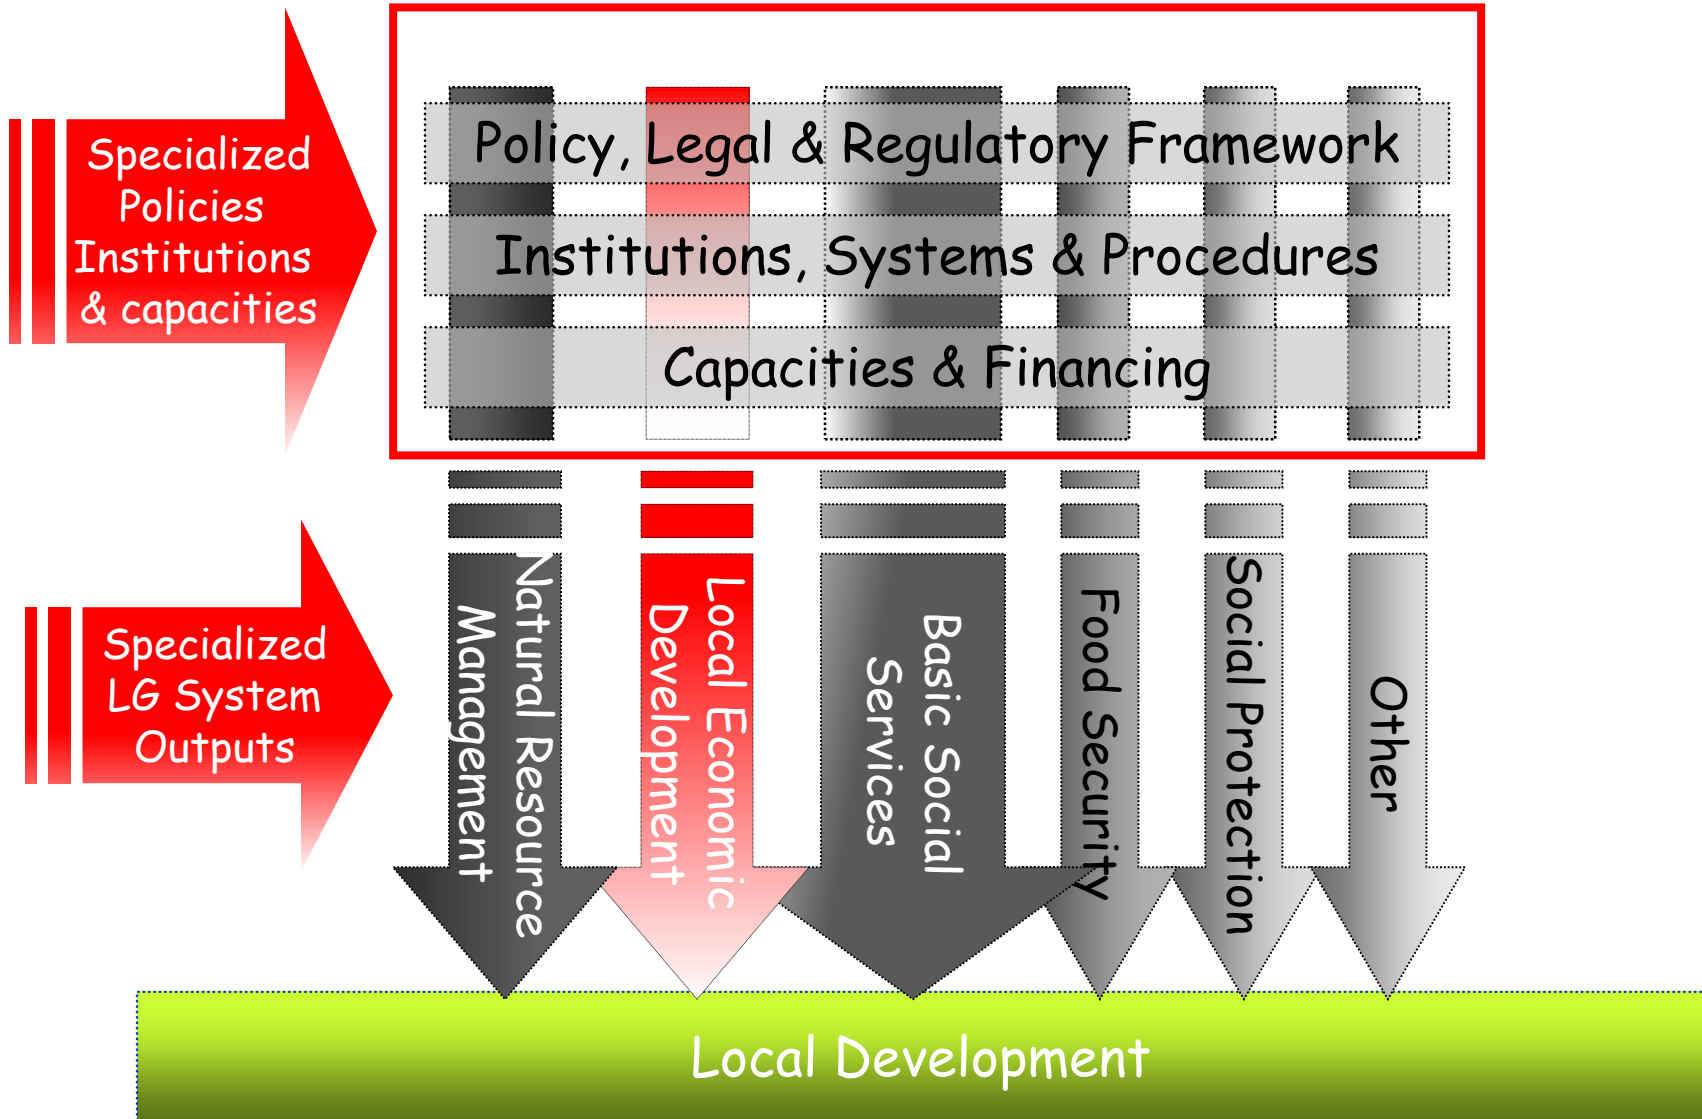 Specialized
Policies
Institutions
& capacities
Policy, Legal & Regulatory Framework
Institutions, Systems & Procedures
Capacities & Financing
Specialized
LG System
Outputs
Natural Resource
Management
Local Economic
Development
Basic Social
Services
Food Security
Social Protection
Other
Local Development